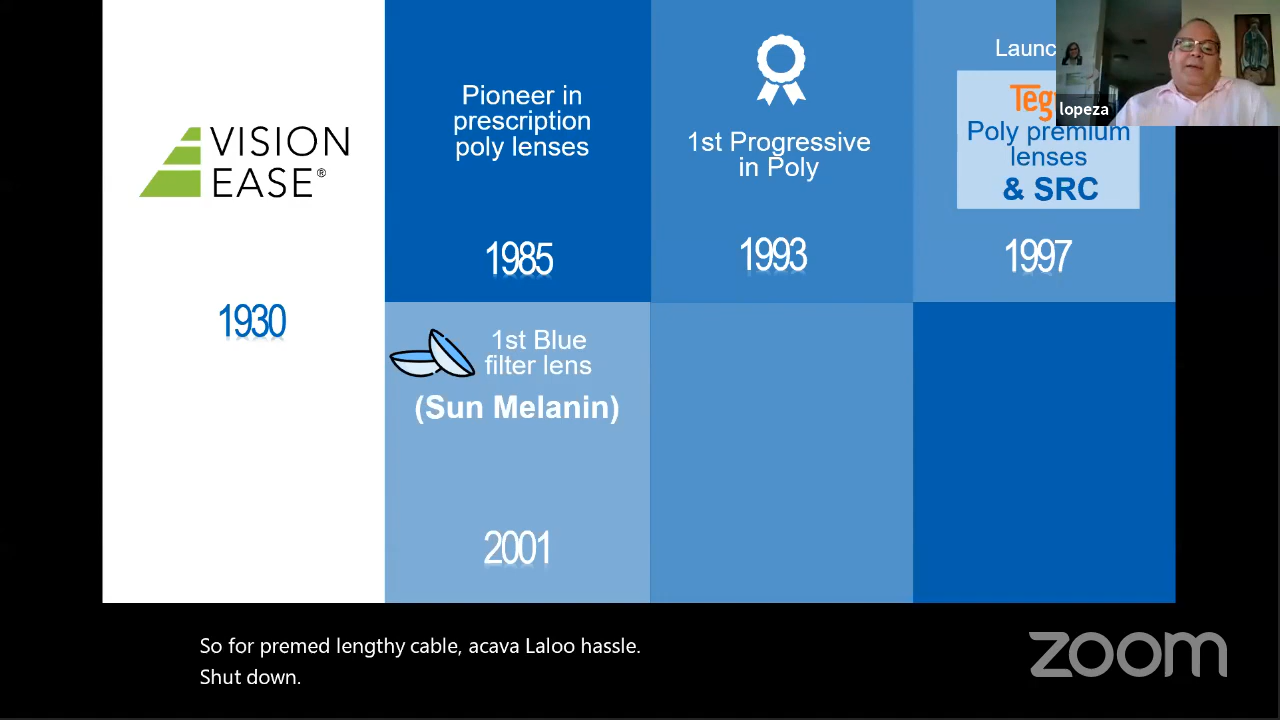 VISION
EASE®
1930
Pioneer in
prescription
poly lenses
1985
1st Progressive
in Poly
1993
Launc
Teg
Poly premium
lenses
& SRC
1997
1st Blue
filter lens
(Sun Melanin)
2001
lopeza
So for premed lengthy cable, acava Laloo hassle.
Shut down.
zoom